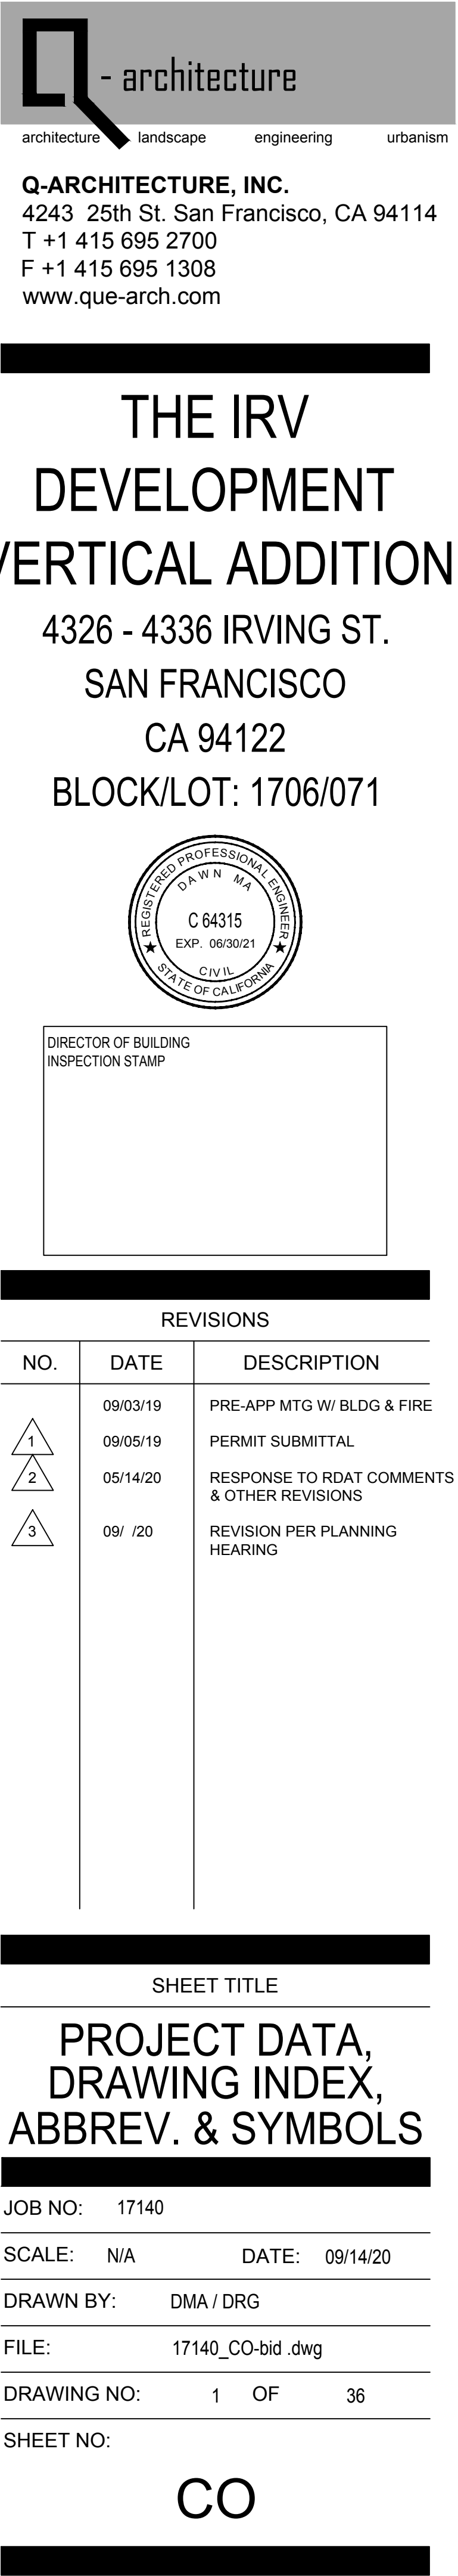 Q - architecture
architecture landscape engineering urbanism
Q-ARCHITECTURE, INC.
4243 25th St. San Francisco, CA 94114
T +1 415 695 2700
F +1 415 695 1308
www.que-arch.com
THE IRV
DEVELOPMENT
VERTICAL ADDITION
4326 - 4336 IRVING ST.
SAN FRANCISCO
CA 94122
BLOCK/LOT: 1706/071
REGISTERED PROFESSIONAL ENGINEER
DAWN MA
C 64315
EXP. 06/30/21
CIVIL
STATE OF CALIFORNIA
DIRECTOR OF BUILDING
INSPECTION STAMP
REVISIONS
NO. DATE DESCRIPTION
09/03/19 PRE-APP MTG W/ BLDG & FIRE
1 09/05/19 PERMIT SUBMITTAL
2 05/14/20 RESPONSE TO RDAT COMMENTS
& OTHER REVISIONS
3 09/ /20 REVISION PER PLANNING
HEARING
SHEET TITLE
PROJECT DATA,
DRAWING INDEX,
ABBREV. & SYMBOLS
JOB NO: 17140
SCALE: N/A DATE: 09/14/20
DRAWN BY: DMA / DRG
FILE: 17140_CO-bid .dwg
DRAWING NO: 1 OF 36
SHEET NO:
CO